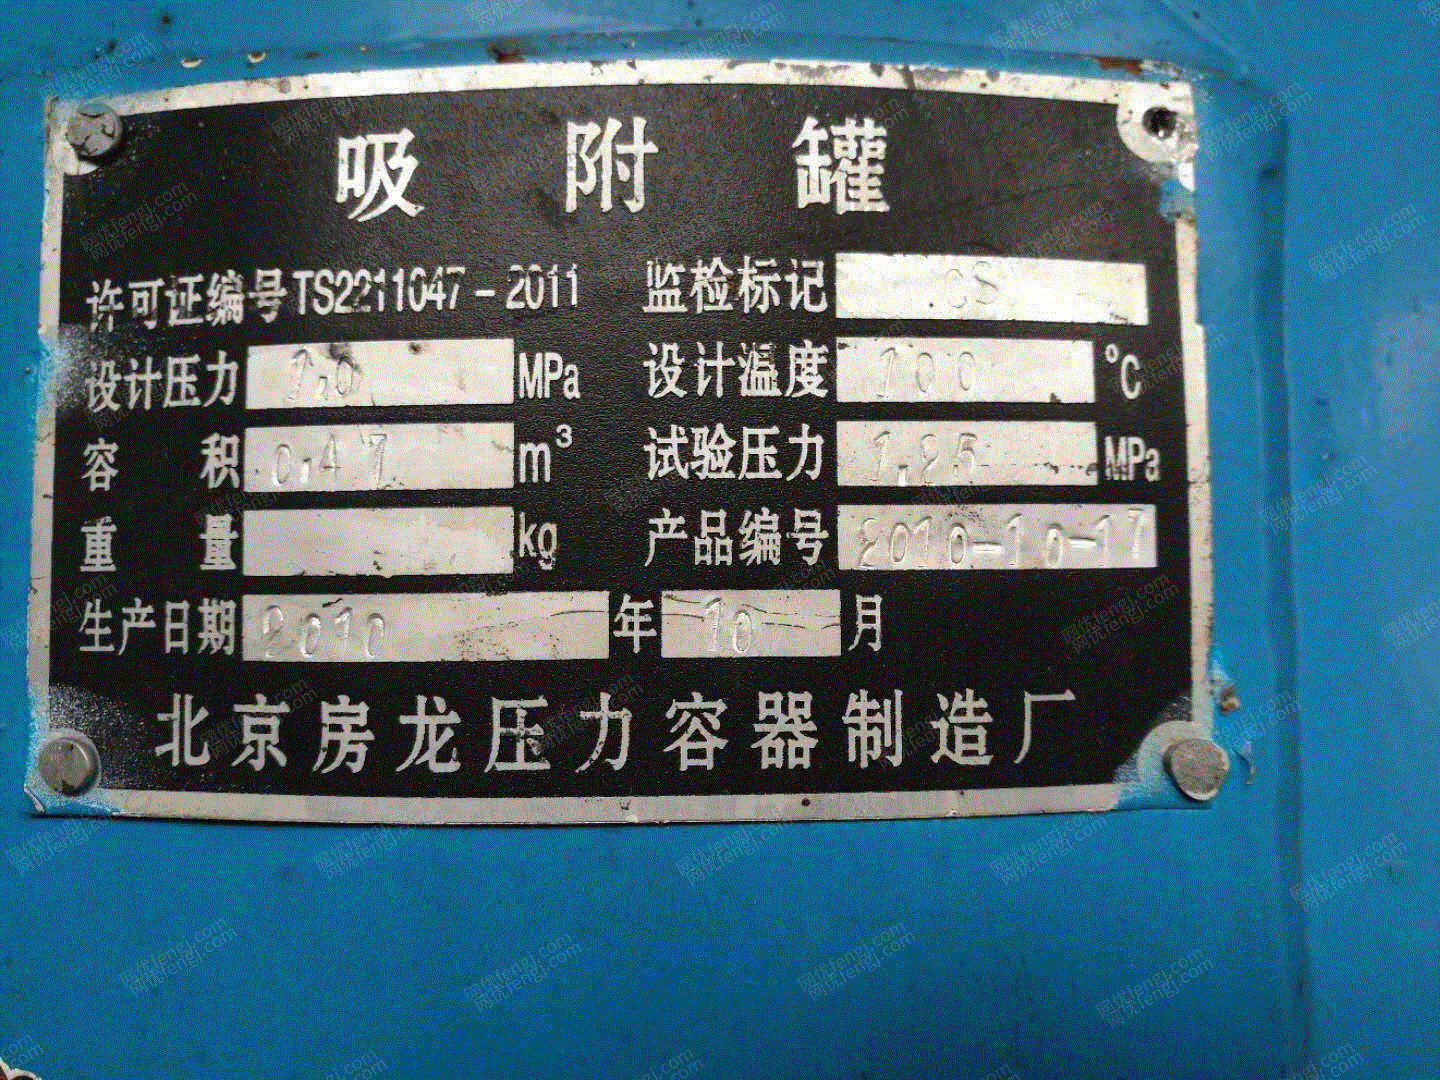 吸附罐
许可证编号TS2211047-2011 监检标记 CS
设计压力 1.0 MPa 设计温度 100 °C
容积 0.47 m³ 试验压力 1.25 MPa
重量 kg 产品编号 2010-10-17
生产日期 2010 年 10 月
北京房龙压力容器制造厂